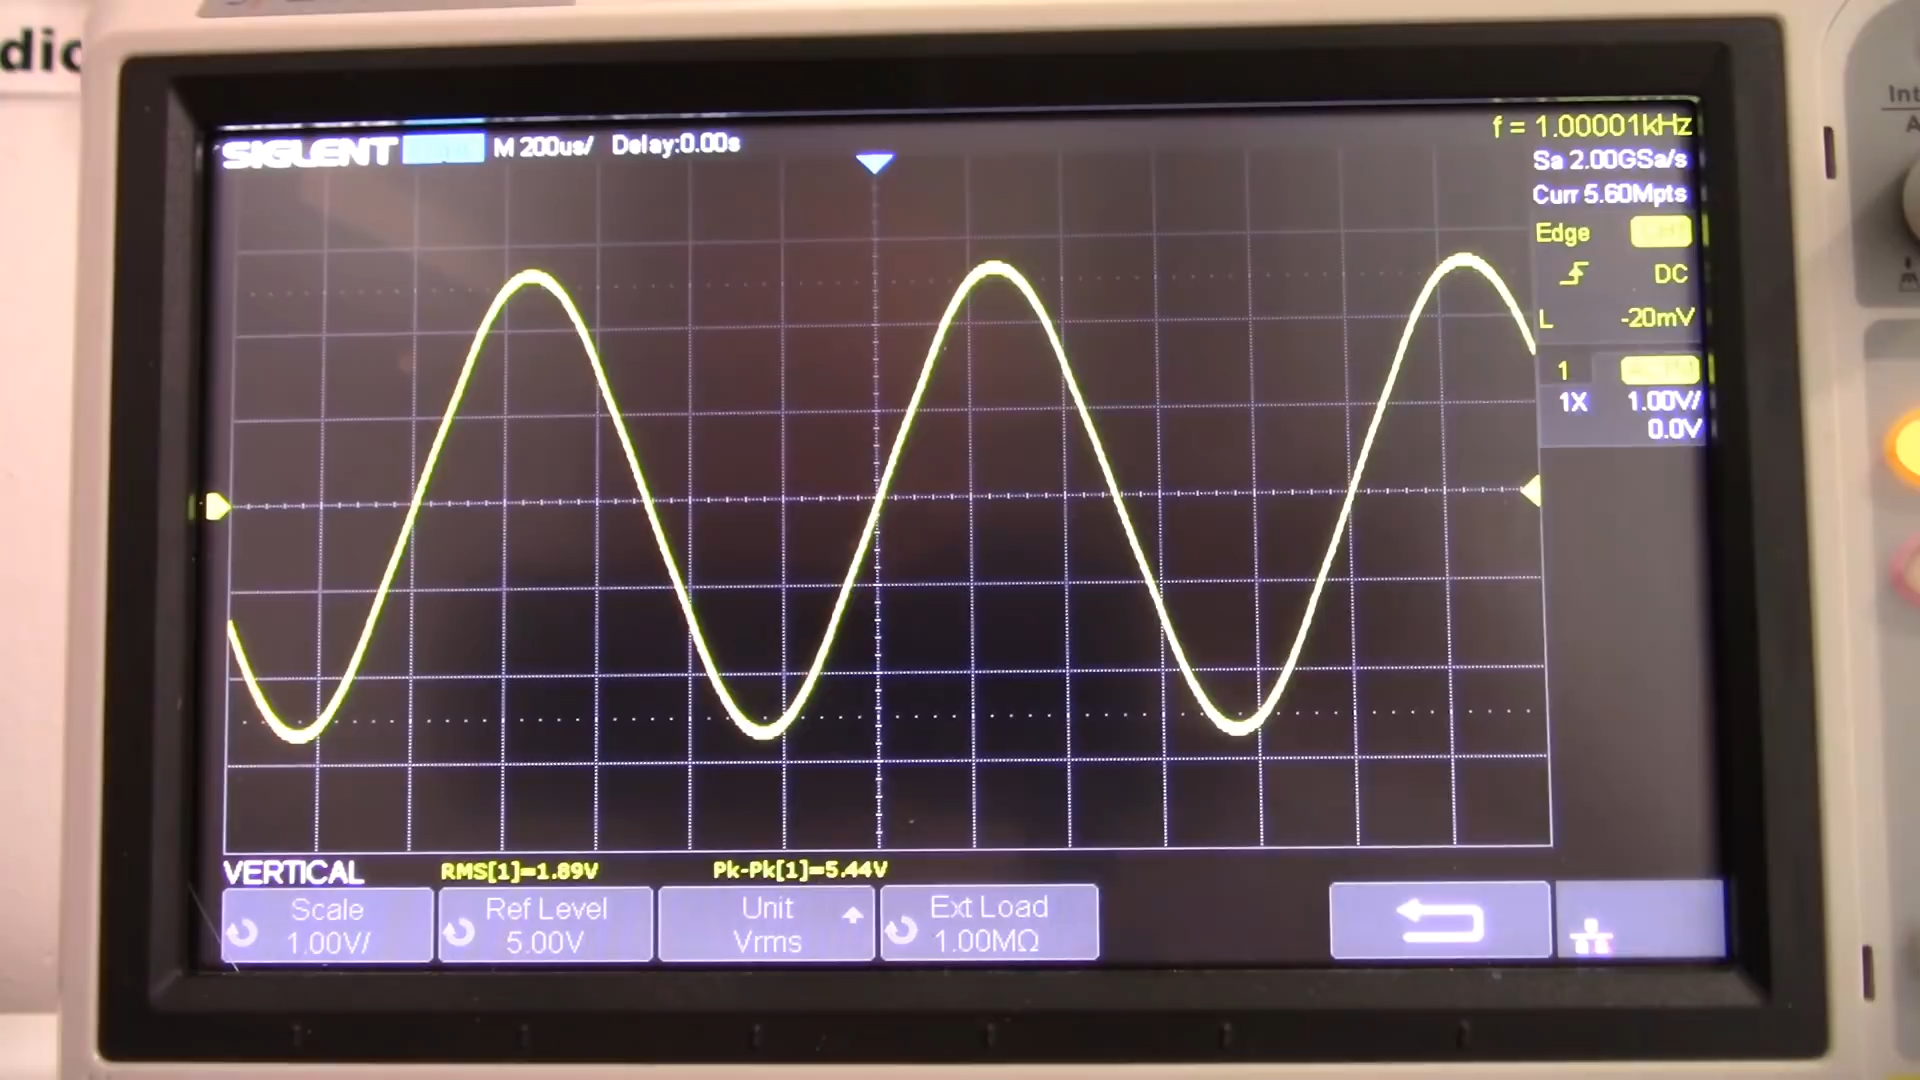 SIGLENT M 200us/ Delay:0.00s
f = 1.00001kHz
Sa 2.00GSa/s
Curr 5.60Mpts
Edge
DC
L -20mV
1
1X 1.00V/
0.0V
VERTICAL RMS[1]=1.89V Pk-Pk[1]=5.44V
Scale
1.00V/
Ref Level
5.00V
Unit
Vrms
Ext Load
1.00MΩ